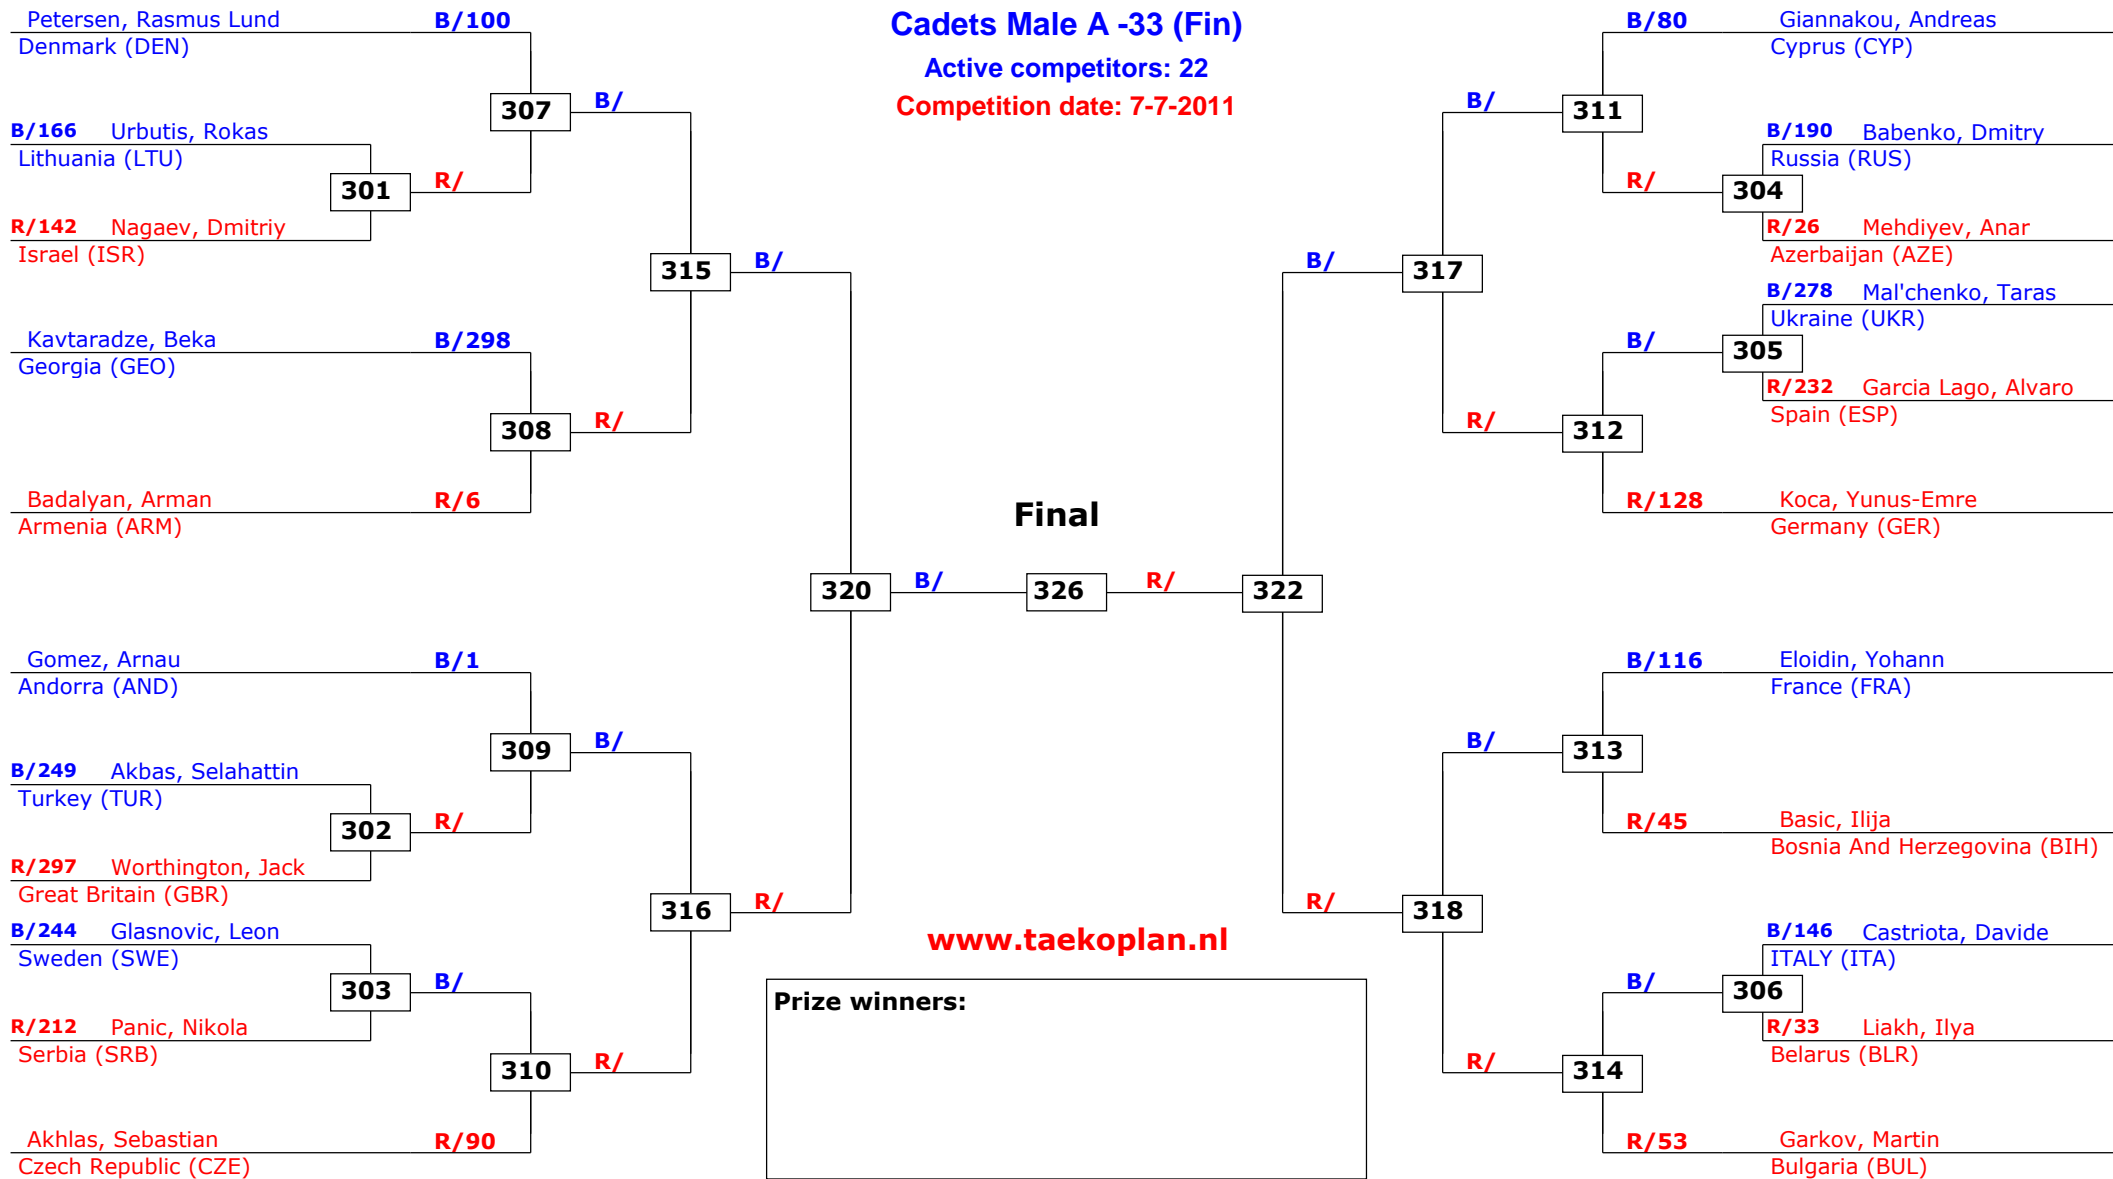 Cadets Male A -33 (Fin)
Active competitors: 22
Competition date: 7-7-2011
Petersen, Rasmus Lund B/100
Denmark (DEN)
307 B/
B/166 Urbutis, Rokas
Lithuania (LTU)
301 R/
R/142 Nagaev, Dmitriy
Israel (ISR)
315 B/
Kavtaradze, Beka B/298
Georgia (GEO)
308 R/
Badalyan, Arman R/6
Armenia (ARM)
Final
320 B/ 326 R/ 322
Gomez, Arnau B/1
Andorra (AND)
309 B/
B/249 Akbas, Selahattin
Turkey (TUR)
302 R/
R/297 Worthington, Jack
Great Britain (GBR)
316 R/
B/244 Glasnovic, Leon
Sweden (SWE)
303 B/
R/212 Panic, Nikola
Serbia (SRB)
310 R/
Akhlas, Sebastian R/90
Czech Republic (CZE)
B/80 Giannakou, Andreas
Cyprus (CYP)
B/ 311
B/190 Babenko, Dmitry
Russia (RUS)
R/ 304
R/26 Mehdiyev, Anar
Azerbaijan (AZE)
B/ 317
B/278 Mal'chenko, Taras
Ukraine (UKR)
B/ 305
R/232 Garcia Lago, Alvaro
Spain (ESP)
R/ 312
R/128 Koca, Yunus-Emre
Germany (GER)
B/116 Eloidin, Yohann
France (FRA)
B/ 313
R/45 Basic, Ilija
Bosnia And Herzegovina (BIH)
R/ 318
B/146 Castriota, Davide
ITALY (ITA)
B/ 306
R/33 Liakh, Ilya
Belarus (BLR)
R/ 314
R/53 Garkov, Martin
Bulgaria (BUL)
www.taekoplan.nl
Prize winners: